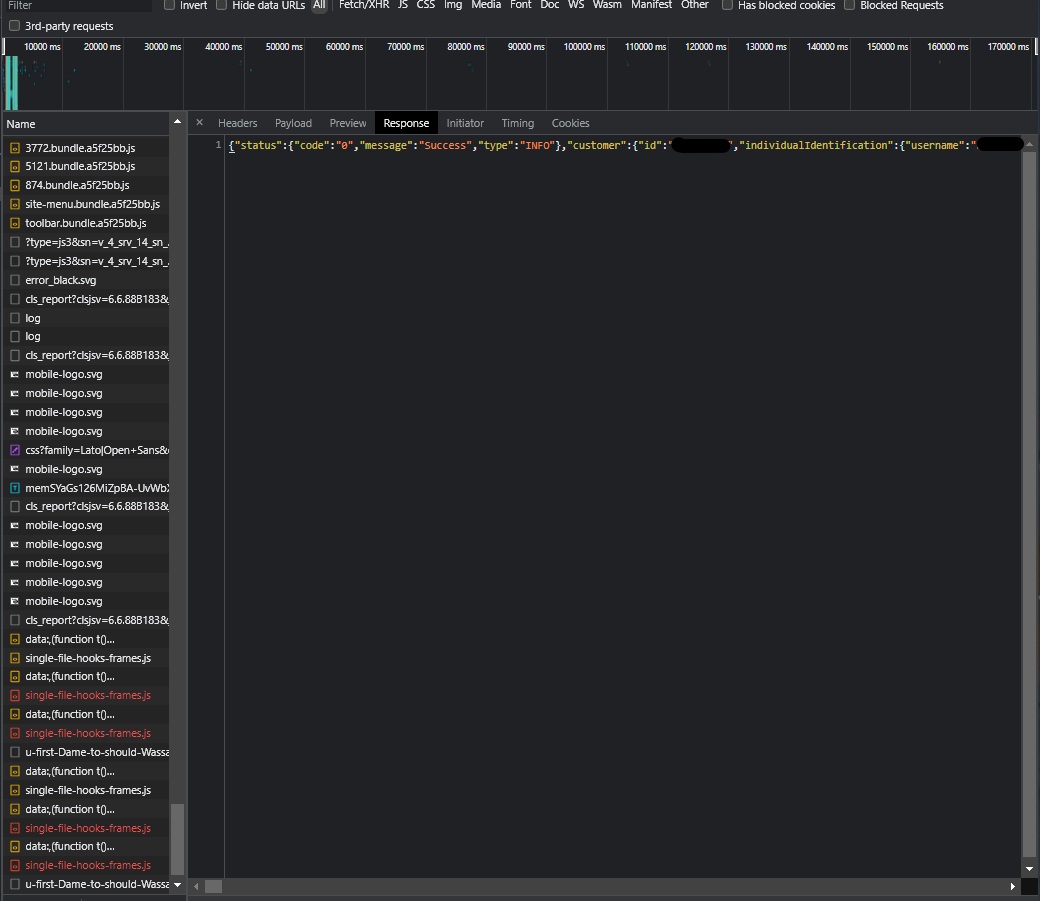 Filter Invert Hide data URLs All Fetch/XHR JS CSS Img Media Font Doc WS Wasm Manifest Other Has blocked cookies Blocked Requests
3rd-party requests
10000 ms 20000 ms 30000 ms 40000 ms 50000 ms 60000 ms 70000 ms 80000 ms 90000 ms 100000 ms 110000 ms 120000 ms 130000 ms 140000 ms 150000 ms 160000 ms 170000 ms
Name
× Headers Payload Preview Response Initiator Timing Cookies
1 {"status":{"code":"0","message":"Success","type":"INFO"},"customer":{"id":" ","individualIdentification":{"username":"
3772.bundle.a5f25bb.js
5121.bundle.a5f25bb.js
874.bundle.a5f25bb.js
site-menu.bundle.a5f25bb.js
toolbar.bundle.a5f25bb.js
?type=js3&sn=v_4_srv_14_sn_
?type=js3&sn=v_4_srv_14_sn_
error_black.svg
cls_report?clsjsv=6.6.88B183&
log
log
cls_report?clsjsv=6.6.88B183&
mobile-logo.svg
mobile-logo.svg
mobile-logo.svg
mobile-logo.svg
css?family=Lato|Open+Sans&
mobile-logo.svg
memSYaGs126MiZpBA-UvWbX
cls_report?clsjsv=6.6.88B183&
mobile-logo.svg
mobile-logo.svg
mobile-logo.svg
mobile-logo.svg
mobile-logo.svg
cls_report?clsjsv=6.6.88B183&
data:,(function t()...
single-file-hooks-frames.js
data:,(function t()...
single-file-hooks-frames.js
data:,(function t()...
single-file-hooks-frames.js
u-first-Dame-to-should-Wassa
data:,(function t()...
single-file-hooks-frames.js
data:,(function t()...
single-file-hooks-frames.js
data:,(function t()...
single-file-hooks-frames.js
u-first-Dame-to-should-Wassa